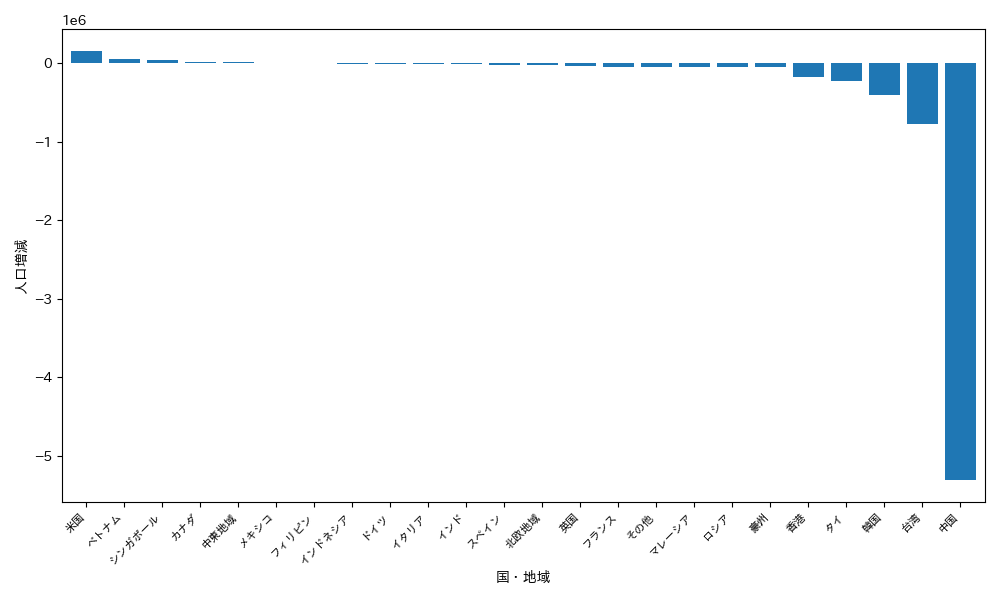 1e6
0
−1
−2
−3
−4
−5
人口増減
米国
ベトナム
シンガポール
カナダ
中東地域
メキシコ
フィリピン
インドネシア
ドイツ
イタリア
インド
スペイン
北欧地域
英国
フランス
その他
マレーシア
ロシア
豪州
香港
タイ
韓国
台湾
中国
国・地域